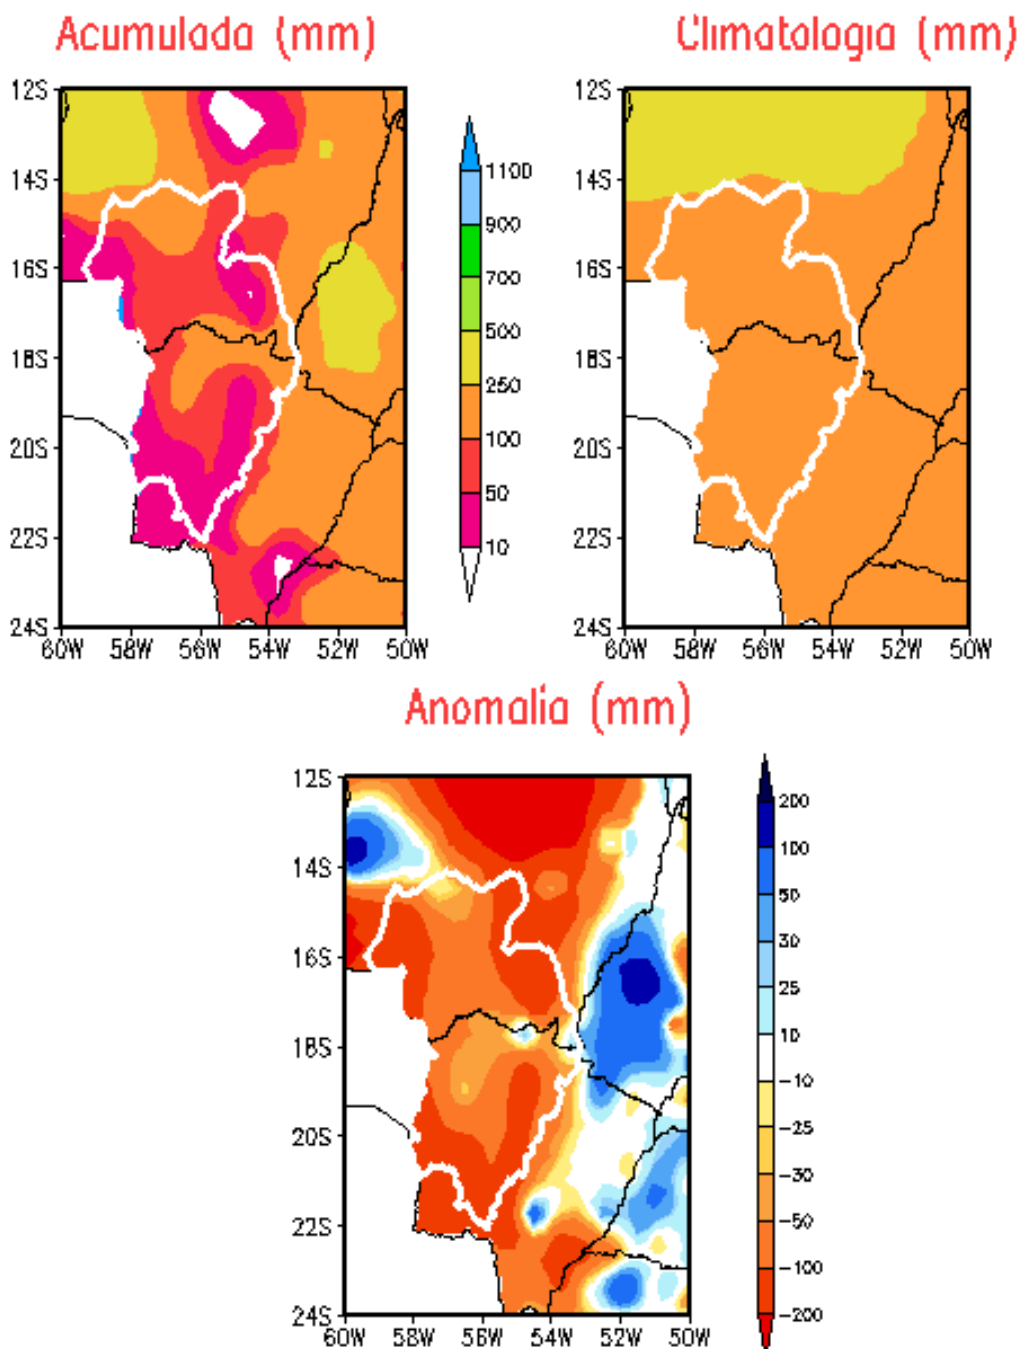 Acumulada (mm)
Climatologia (mm)
12S
14S
16S
18S
20S
22S
24S
60W 58W 56W 54W 52W 50W
1100
900
700
500
250
100
50
10
12S
14S
16S
18S
20S
22S
24S
60W 58W 56W 54W 52W 50W
Anomalia (mm)
12S
14S
16S
18S
20S
22S
24S
60W 58W 56W 54W 52W 50W
200
100
50
30
25
10
-10
-25
-30
-50
-100
-200